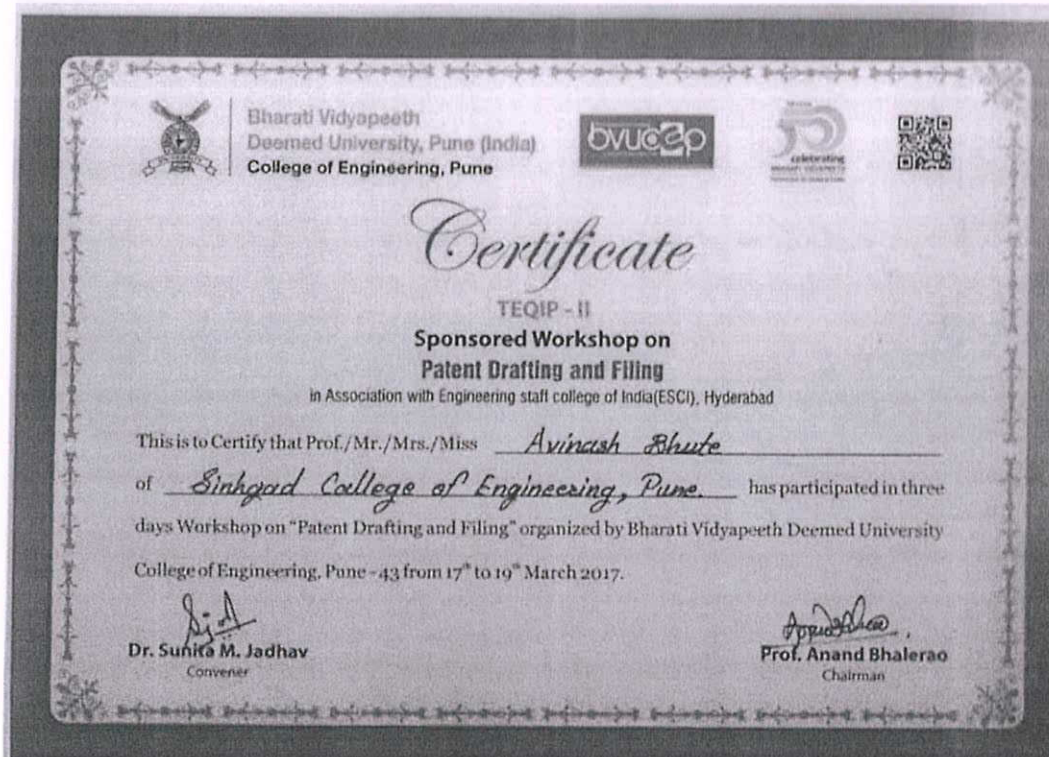 Bharati Vidyapeeth
Deemed University, Pune (India)
College of Engineering, Pune
bvucoep
50
celebrating
Certificate
TEQIP - II
Sponsored Workshop on
Patent Drafting and Filing
in Association with Engineering staff college of India(ESCI), Hyderabad
This is to Certify that Prof./Mr./Mrs./Miss Avinash Bhute
of Sinhgad College of Engineering, Pune. has participated in three
days Workshop on "Patent Drafting and Filing" organized by Bharati Vidyapeeth Deemed University
College of Engineering, Pune - 43 from 17th to 19th March 2017.
Dr. Sunita M. Jadhav
Convener
Prof. Anand Bhalerao
Chairman